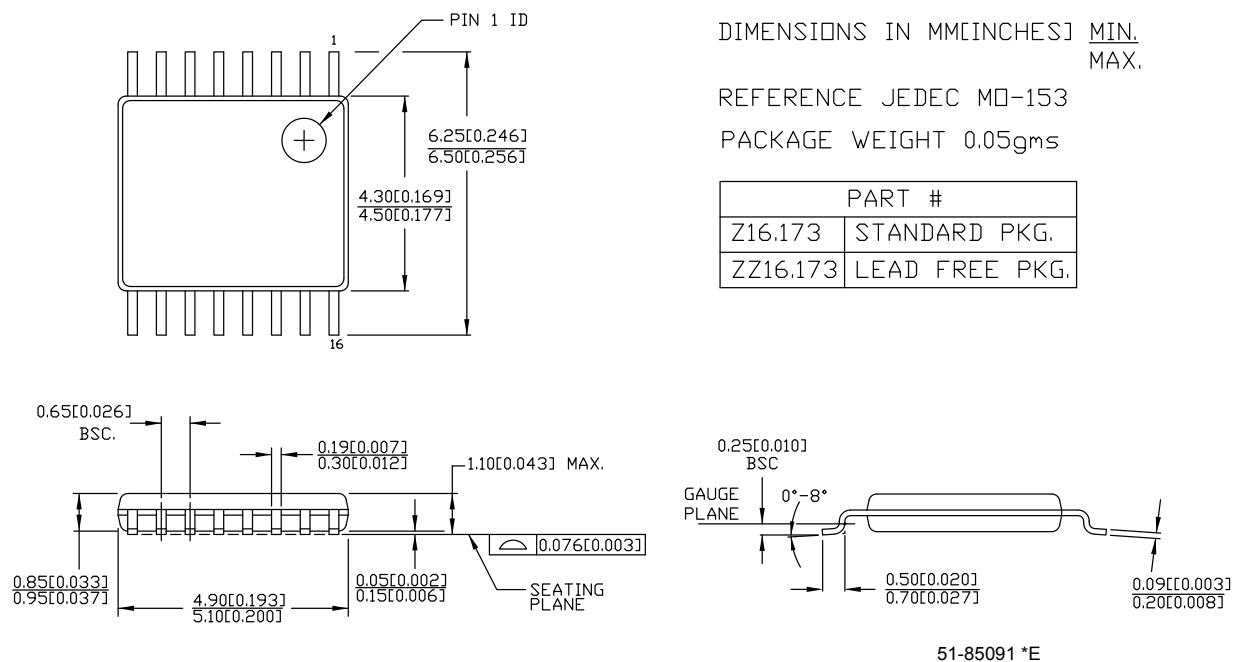 PIN 1 ID
1
6.25[0.246]
6.50[0.256]
4.30[0.169]
4.50[0.177]
16
DIMENSIONS IN MM[INCHES] MIN.
MAX.
REFERENCE JEDEC MO-153
PACKAGE WEIGHT 0.05gms
PART #
Z16.173 STANDARD PKG.
ZZ16.173 LEAD FREE PKG.
0.65[0.026]
BSC.
0.19[0.007]
0.30[0.012]
1.10[0.043] MAX.
0.076[0.003]
0.85[0.033]
0.95[0.037]
4.90[0.193]
5.10[0.200]
0.05[0.002]
0.15[0.006]
SEATING
PLANE
0.25[0.010]
BSC
GAUGE
PLANE
0°-8°
0.50[0.020]
0.70[0.027]
0.09[0.003]
0.20[0.008]
51-85091 *E